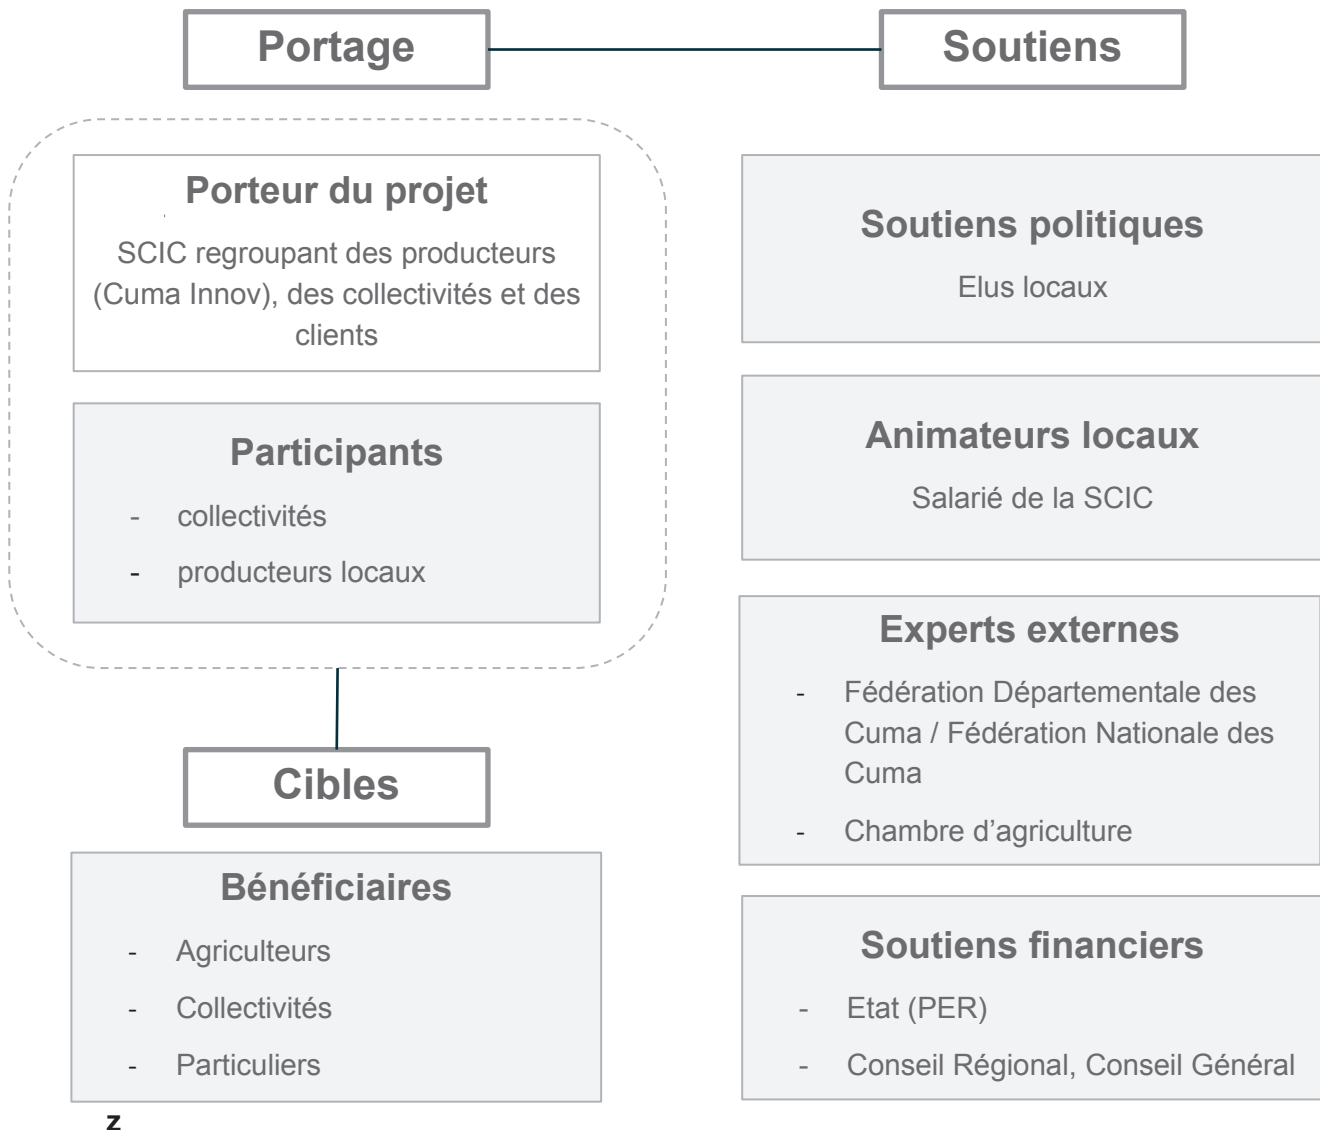 Portage
Porteur du projet
SCIC regroupant des producteurs
(Cuma Innov), des collectivités et des
clients
Participants
- collectivités
- producteurs locaux
Cibles
Bénéficiaires
- Agriculteurs
- Collectivités
- Particuliers
z
Soutiens
Soutiens politiques
Elus locaux
Animateurs locaux
Salarié de la SCIC
Experts externes
- Fédération Départementale des
Cuma / Fédération Nationale des
Cuma
- Chambre d’agriculture
Soutiens financiers
- Etat (PER)
- Conseil Régional, Conseil Général